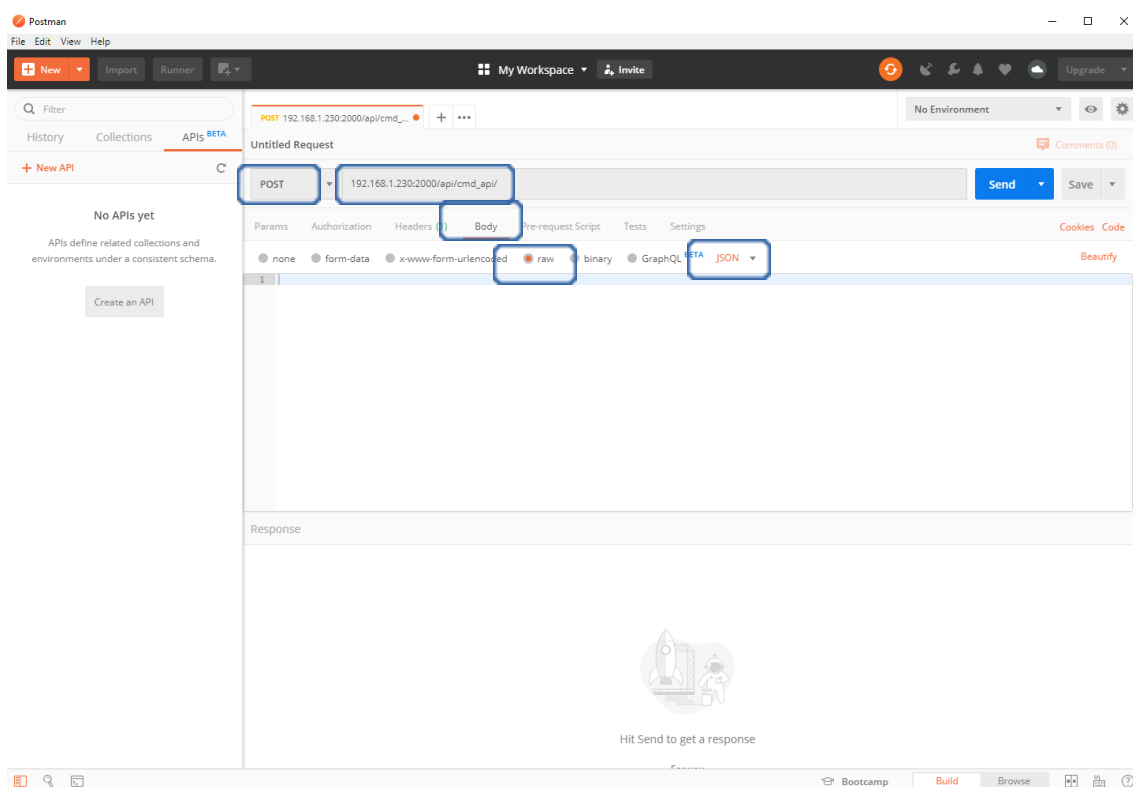 Postman
File Edit View Help
New Import Runner My Workspace Invite Upgrade
Filter
History Collections APIs BETA
+ New API
No APIs yet
APIs define related collections and
environments under a consistent schema.
Create an API
POST 192.168.1.230:2000/api/cmd_... + ••• No Environment
Untitled Request Comments (0)
POST 192.168.1.230:2000/api/cmd_api/ Send Save
Params Authorization Headers Body Pre-request Script Tests Settings Cookies Code
none form-data x-www-form-urlencoded raw binary GraphQL BETA JSON Beautify
1
Response
Hit Send to get a response
Bootcamp Build Browse